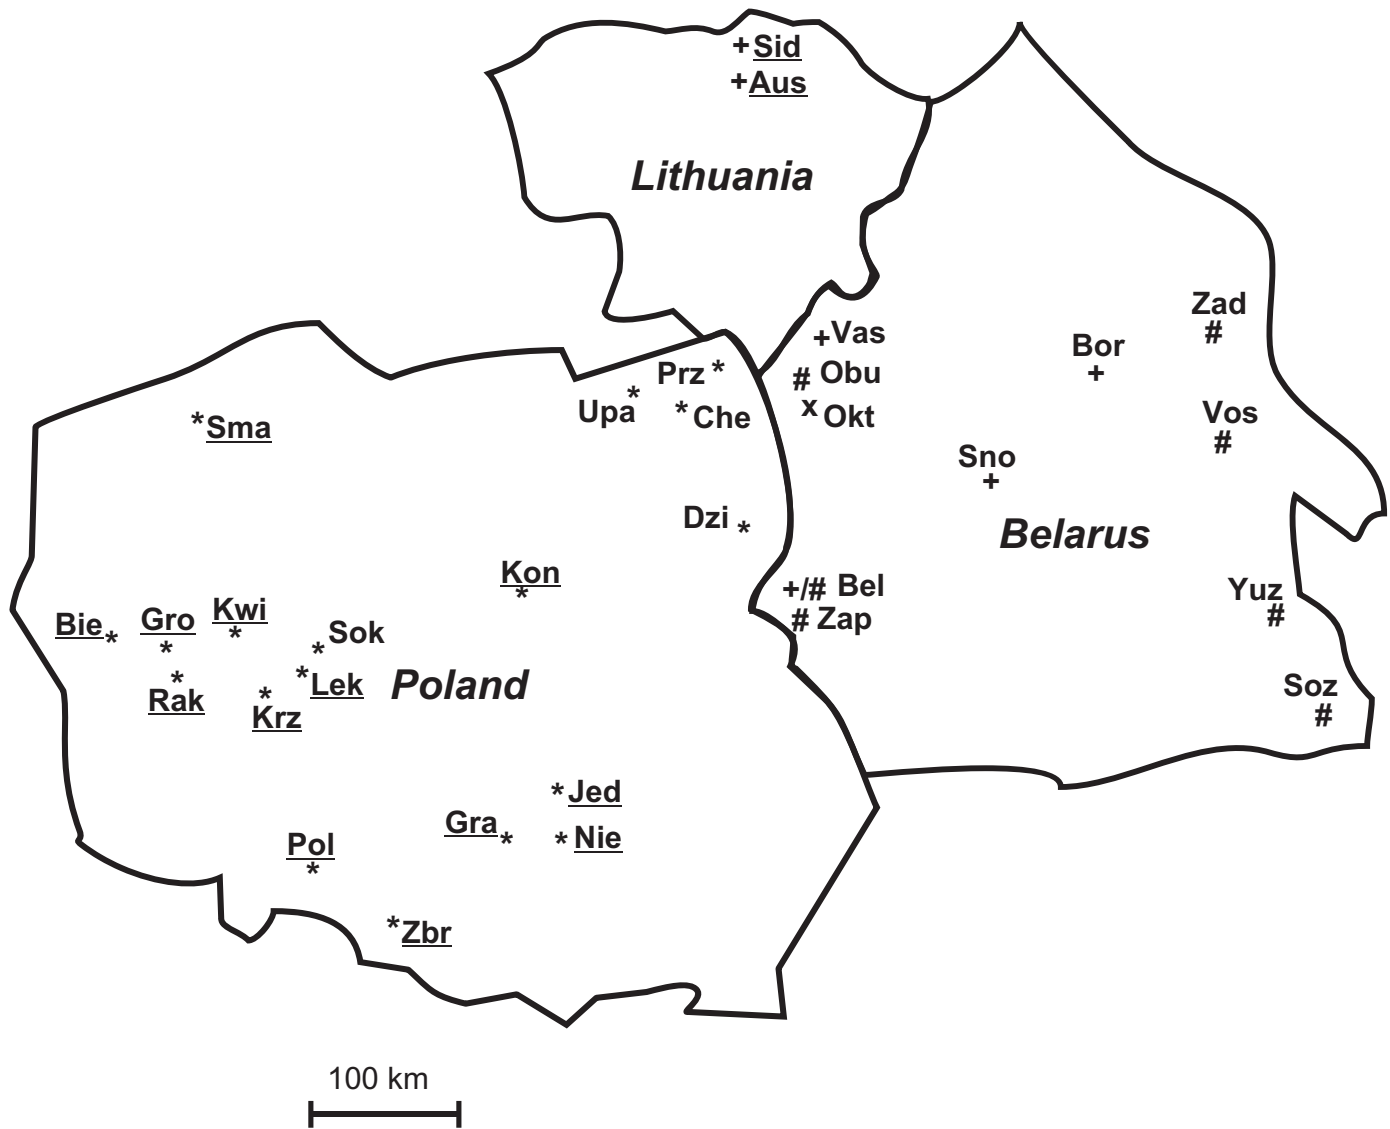 +Sid
+Aus
Lithuania
Zad
#
+Vas
Bor
+
Prz *
# Obu
Upa *
* Che
x Okt
Vos
#
*Sma
Sno
+
Dzi *
Belarus
Kon
*
+/# Bel
# Zap
Yuz
#
Bie*
Gro
*
Kwi
*
* Sok
*
Rak
*
Krz
*Lek
Poland
Soz
#
*Jed
Gra*
* Nie
Pol
*
*Zbr
100 km